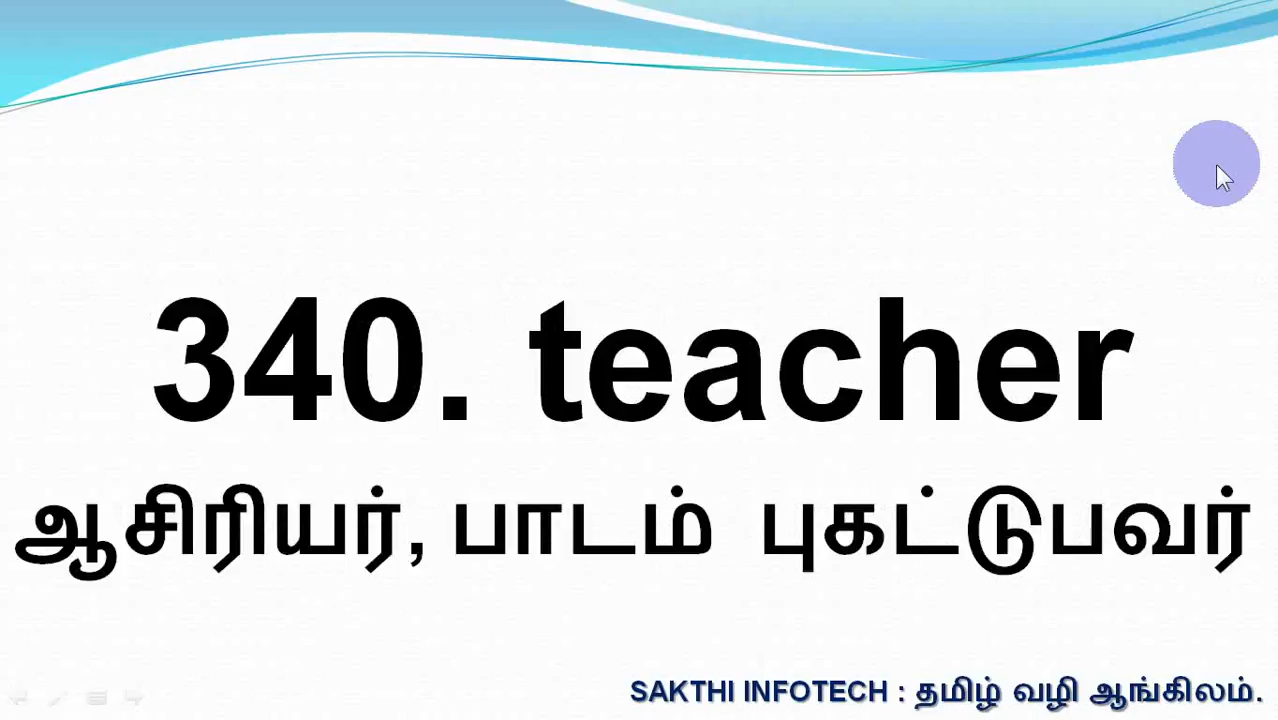 340. teacher
ஆசிரியர், பாடம் புகட்டுபவர்
SAKTHI INFOTECH : தமிழ் வழி ஆங்கிலம்.